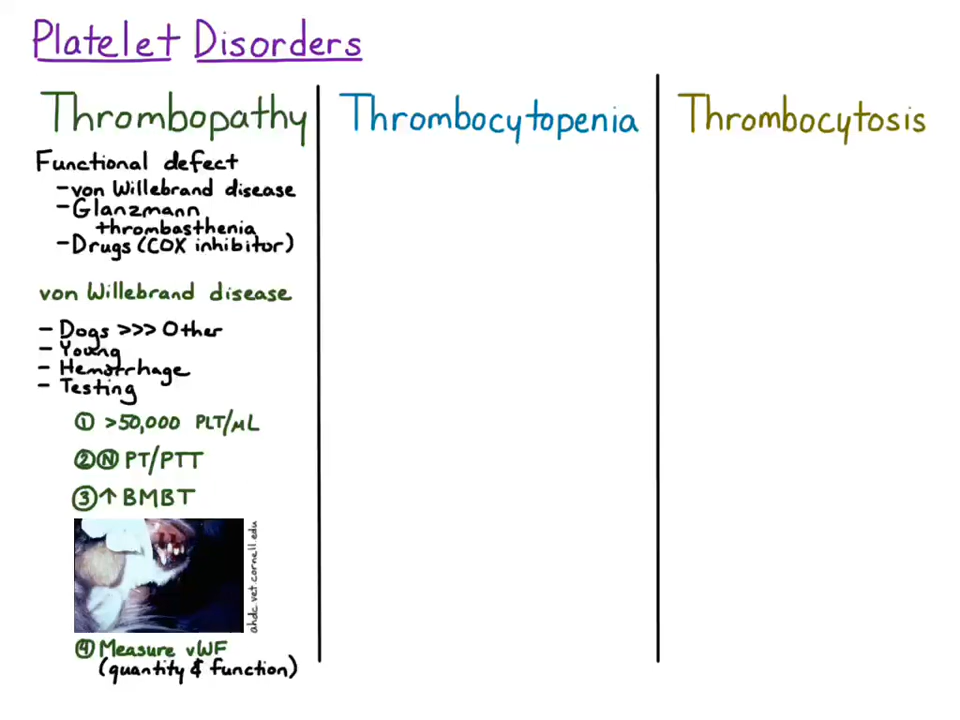 Platelet Disorders
Thrombopathy
Functional defect
- von Willebrand disease
- Glanzmann
thrombasthenia
- Drugs (COX inhibitor)
von Willebrand disease
- Dogs >>> Other
- Young
- Hemorrhage
- Testing
① >50,000 PLT/µL
② Ⓝ PT/PTT
③ ↑ BMBT
ahdc.vet.cornell.edu
④ Measure vWF
(quantity & function)
Thrombocytopenia
Thrombocytosis